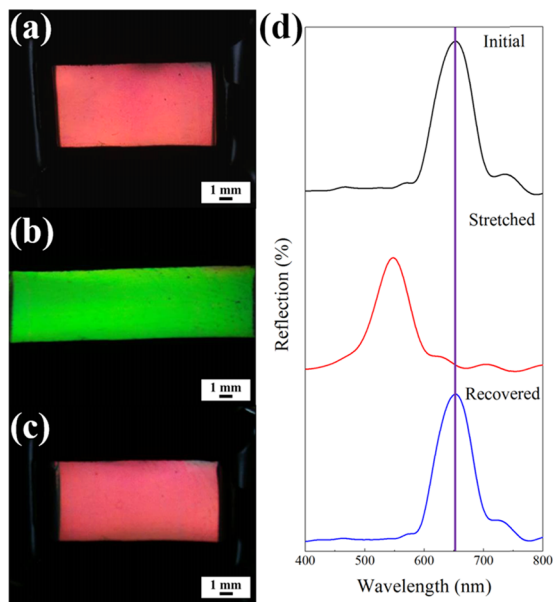 (a)
1 mm
(b)
1 mm
(c)
1 mm
(d)
Initial
Stretched
Recovered
Reflection (%)
400 500 600 700 800
Wavelength (nm)